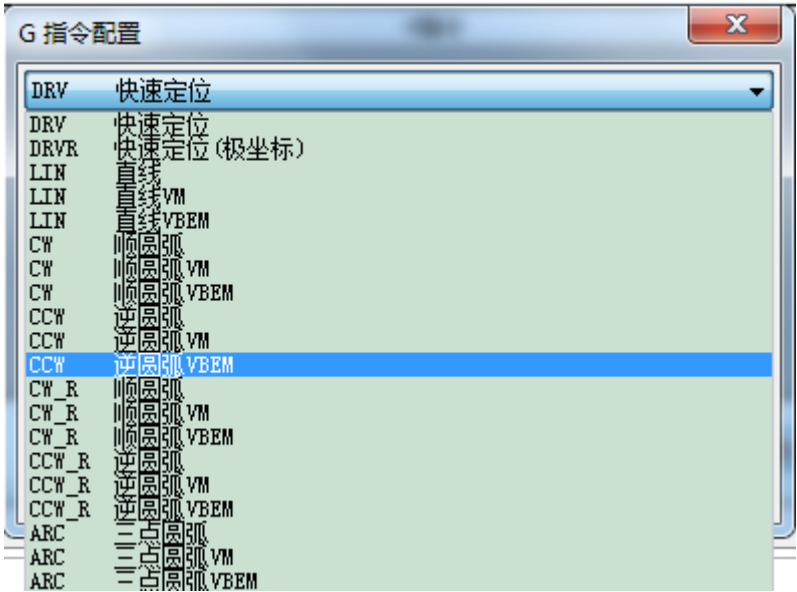 G 指令配置
DRV 快速定位
DRV 快速定位
DRVR 快速定位(极坐标)
LIN 直线
LIN 直线VM
LIN 直线VBEM
CW 顺圆弧
CW 顺圆弧VM
CW 顺圆弧VBEM
CCW 逆圆弧
CCW 逆圆弧VM
CCW 逆圆弧VBEM
CW_R 顺圆弧
CW_R 顺圆弧VM
CW_R 顺圆弧VBEM
CCW_R 逆圆弧
CCW_R 逆圆弧VM
CCW_R 逆圆弧VBEM
ARC 三点圆弧
ARC 三点圆弧VM
ARC 三点圆弧VBEM